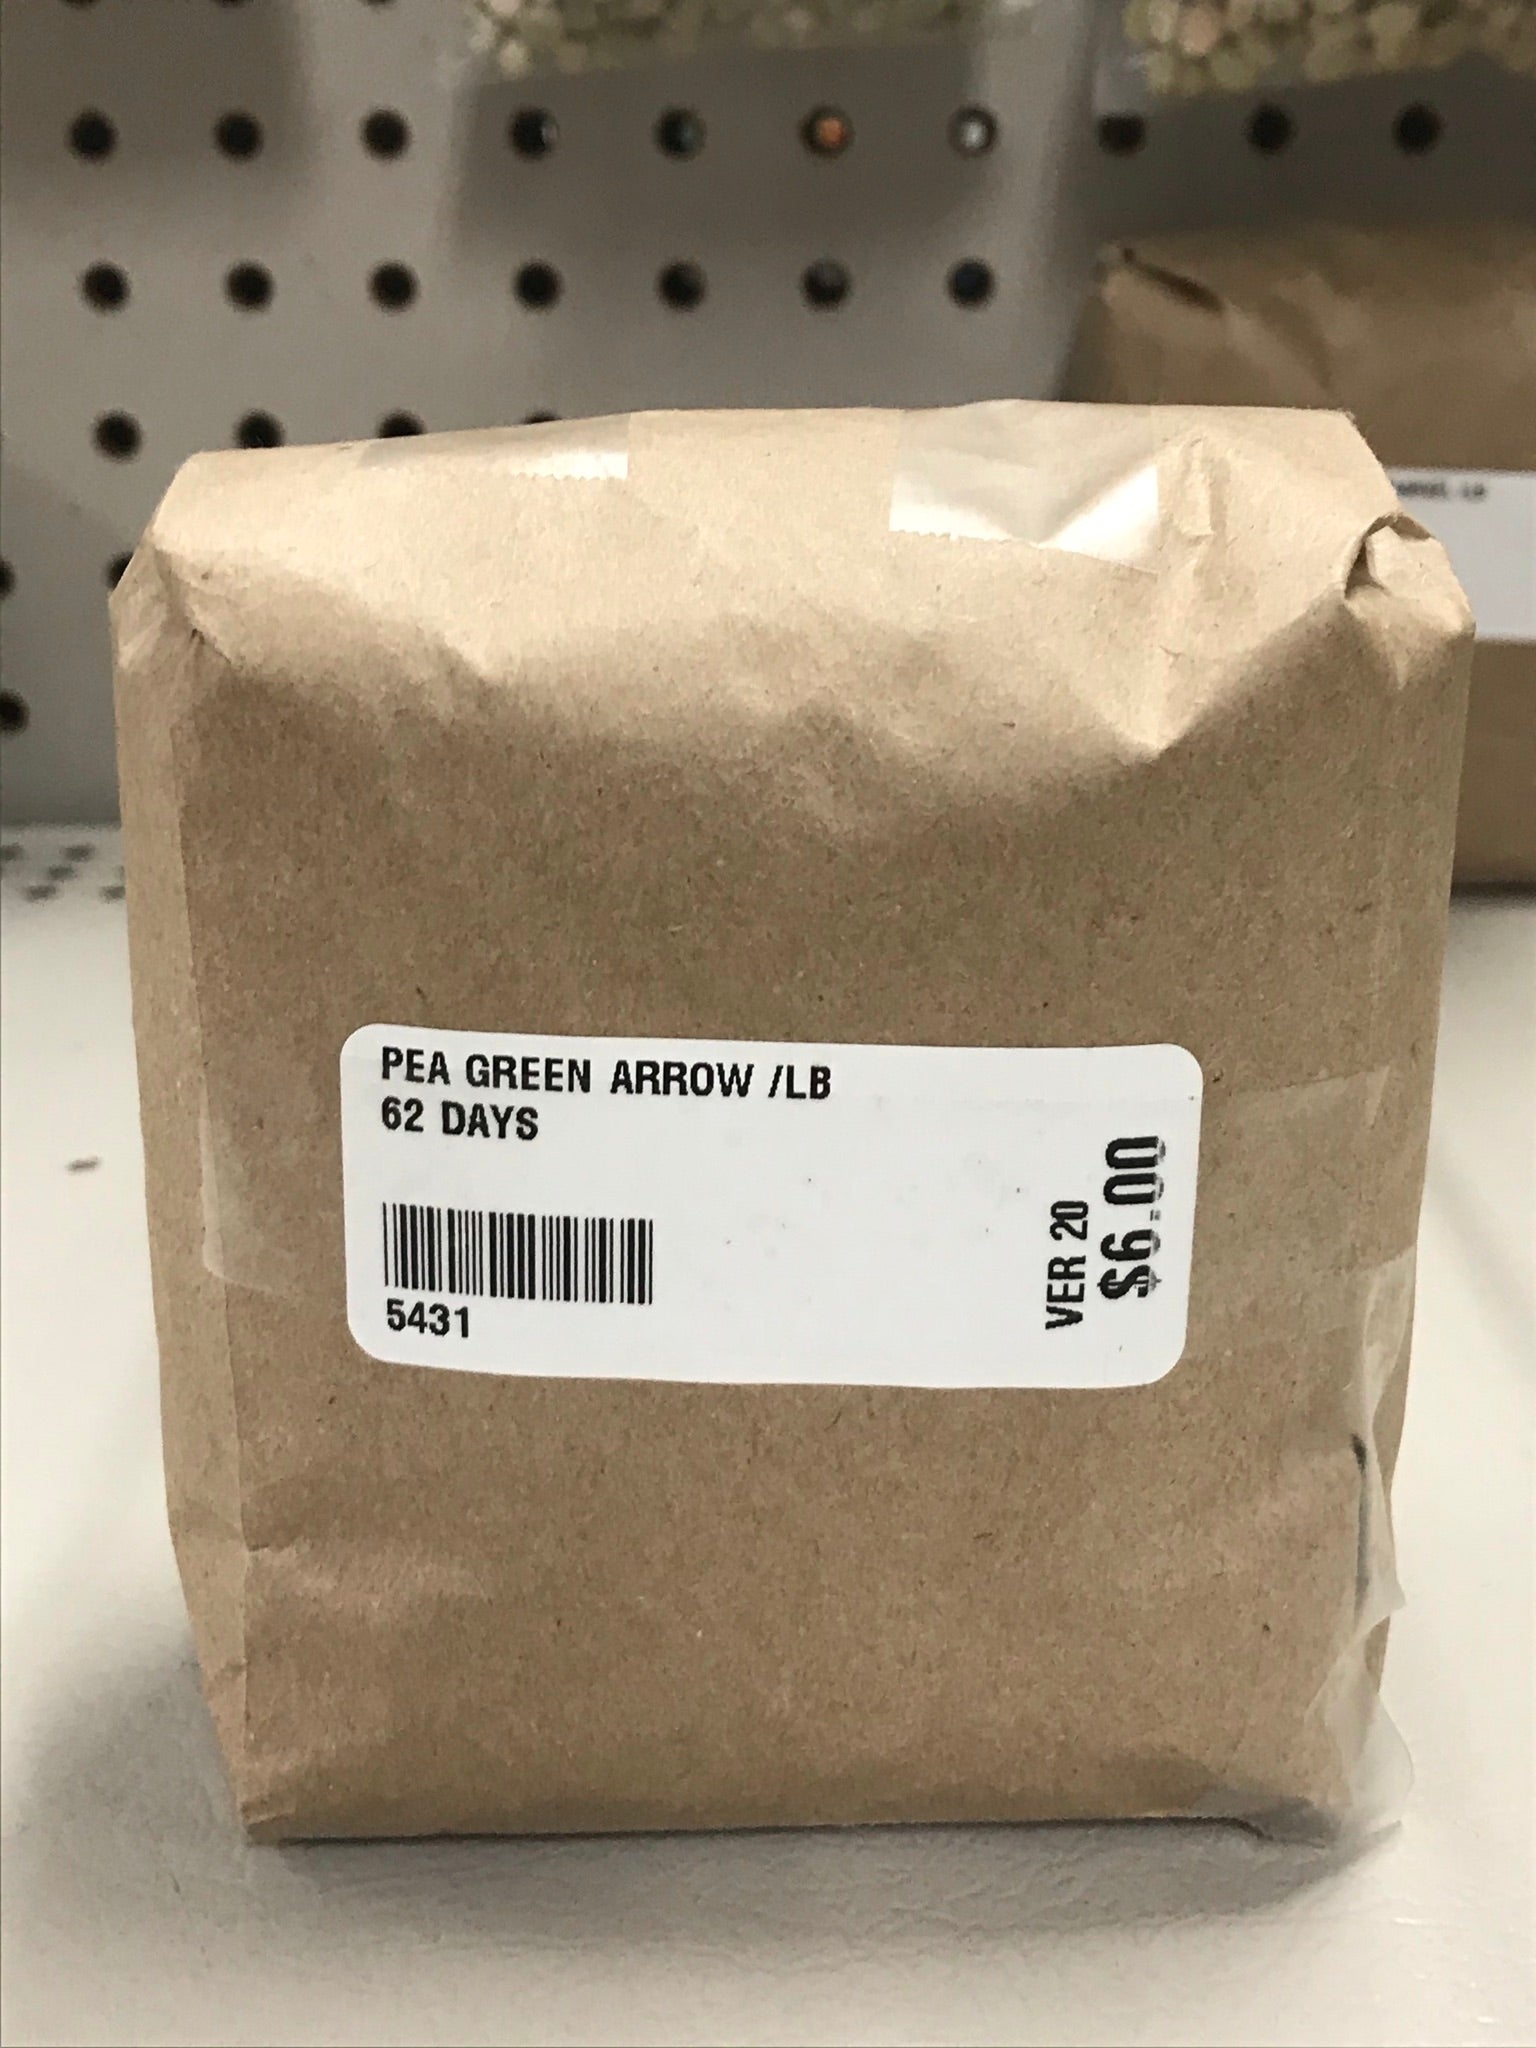 PEA GREEN ARROW /LB
62 DAYS
5431
VER 20
$6.00